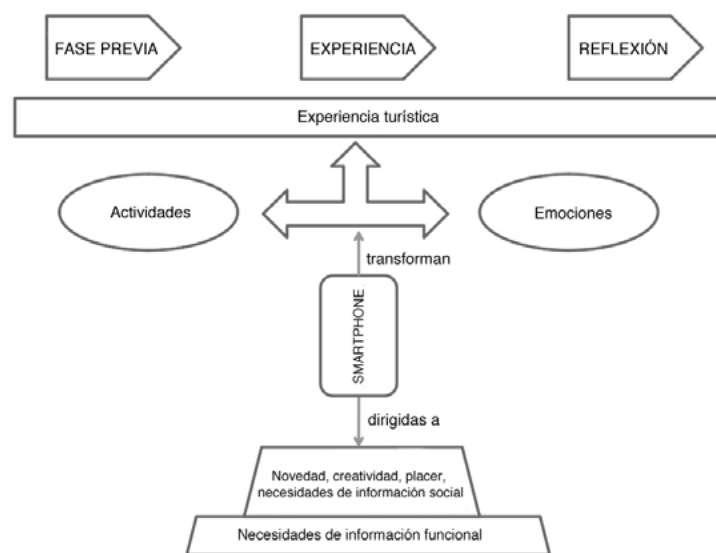 FASE PREVIA
EXPERIENCIA
REFLEXIÓN
Experiencia turística
Actividades
Emociones
transforman
SMARTPHONE
dirigidas a
Novedad, creatividad, placer,
necesidades de información social
Necesidades de información funcional